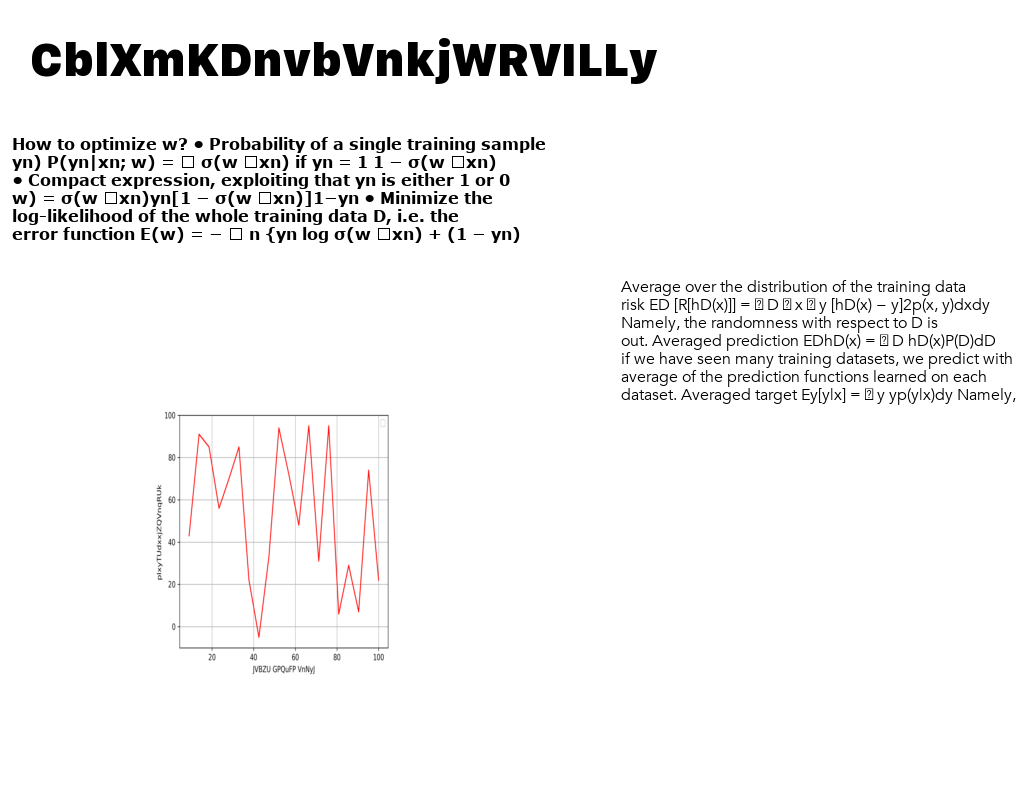 CblXmKDnvbVnkjWRVILLy
How to optimize w? ● Probability of a single training sample
yn) P(yn|xn; w) = □ σ(w □xn) if yn = 1 1 − σ(w □xn)
● Compact expression, exploiting that yn is either 1 or 0
w) = σ(w □xn)yn[1 − σ(w □xn)]1−yn ● Minimize the
log-likelihood of the whole training data D, i.e. the
error function E(w) = − □ n {yn log σ(w □xn) + (1 − yn)
Average over the distribution of the training data
risk ED [R[hD(x)]] = □ D □ x □ y [hD(x) − y]2p(x, y)dxdy
Namely, the randomness with respect to D is
out. Averaged prediction EDhD(x) = □ D hD(x)P(D)dD
if we have seen many training datasets, we predict with
average of the prediction functions learned on each
dataset. Averaged target Ey[y|x] = □ y yp(y|x)dy Namely,
100
80
60
40
20
0
20 40 60 80 100
JVBZU GPQuFP VnNyJ